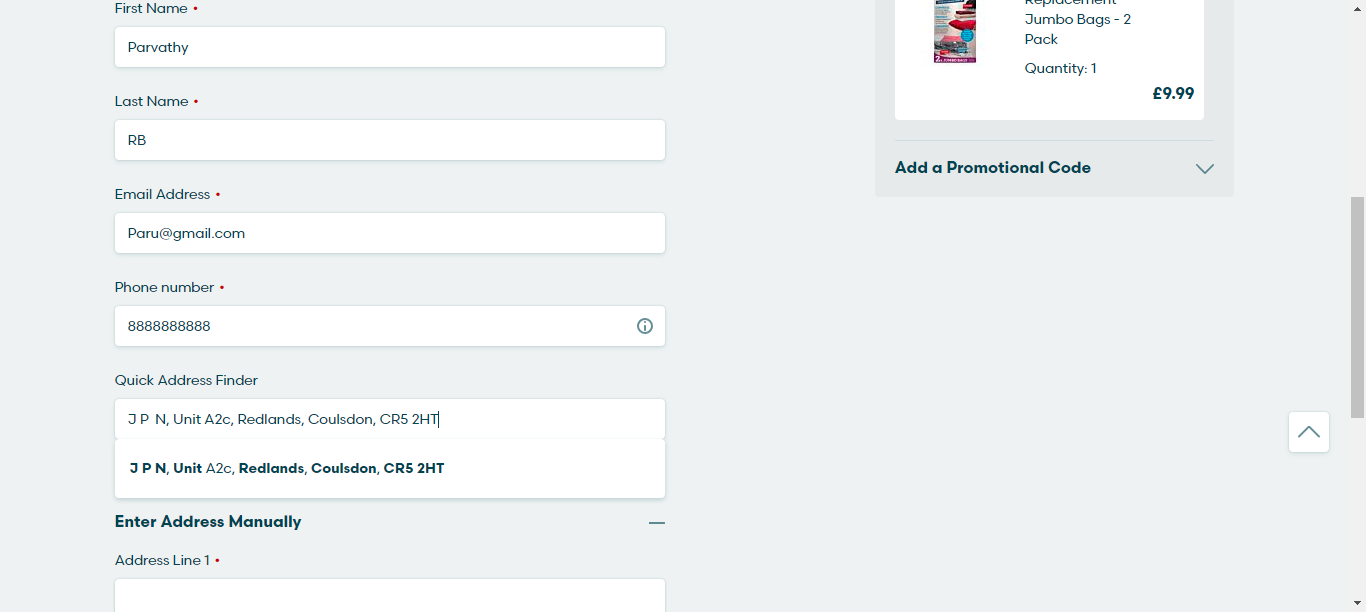 First Name •
Parvathy
Last Name •
RB
Email Address •
Paru@gmail.com
Phone number •
8888888888
Quick Address Finder
J P  N, Unit A2c, Redlands, Coulsdon, CR5 2HT
J P N, Unit A2c, Redlands, Coulsdon, CR5 2HT
Enter Address Manually
Address Line 1 •
Replacement
Jumbo Bags - 2
Pack
Quantity: 1
£9.99
Add a Promotional Code